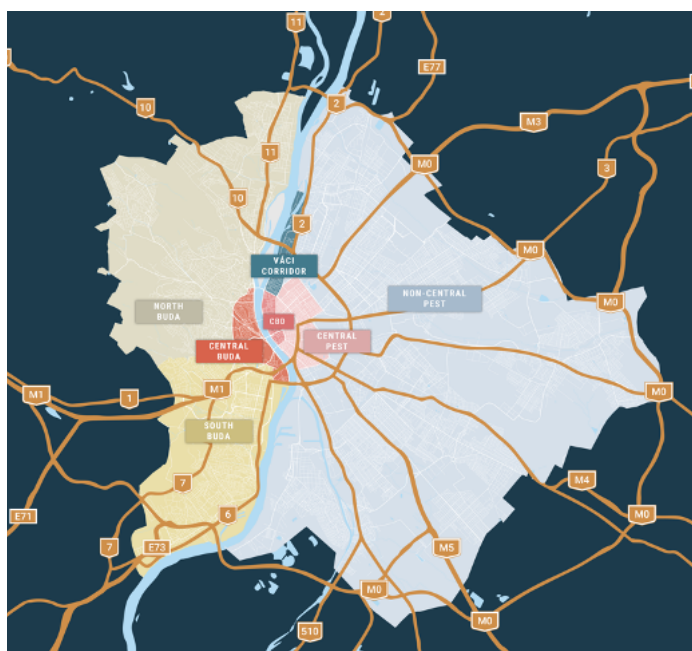 11
2
E77
10
2
M3
11
M0
3
10
2
M0
VÁCI
CORRIDOR
NON-CENTRAL
PEST
M0
NORTH
BUDA
CBD
CENTRAL
BUDA
CENTRAL
PEST
M1
1
M1
M0
SOUTH
BUDA
7
M4
E71
6
M0
7
E73
M5
M0
M0
510